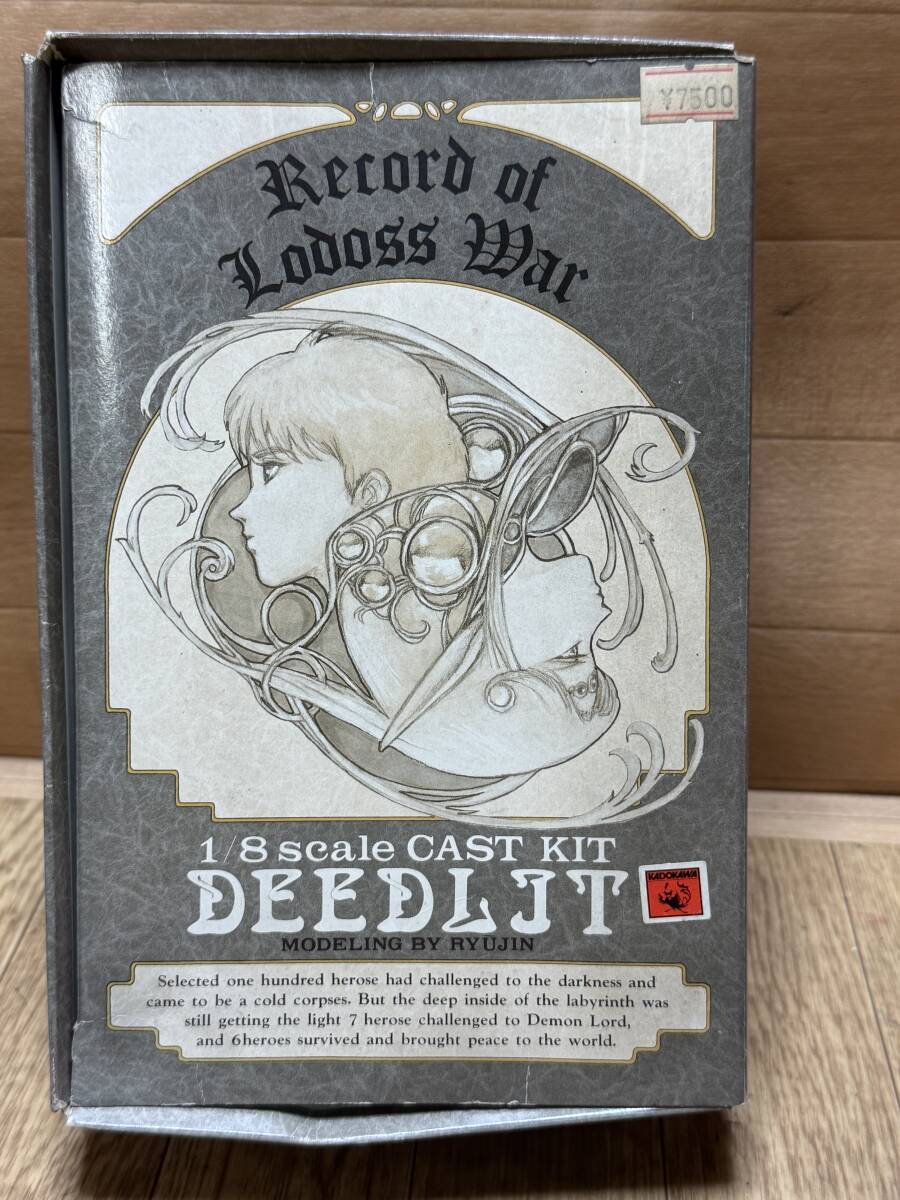 ¥7500
Record of
Lodoss War
1/8 scale CAST KIT
DEEDLIT
KADOKAWA
MODELING BY RYUJIN
Selected one hundred herose had challenged to the darkness and
came to be a cold corpses. But the deep inside of the labyrinth was
still getting the light 7 herose challenged to Demon Lord,
and 6heroes survived and brought peace to the world.